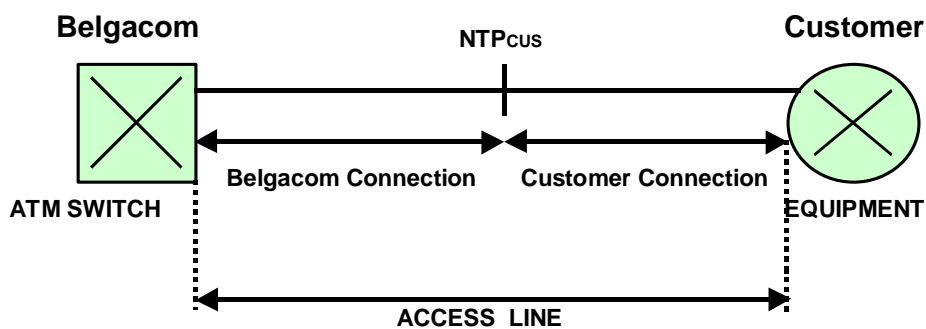 Belgacom
NTPCUS
Customer
Belgacom Connection
Customer Connection
ATM SWITCH
EQUIPMENT
ACCESS LINE